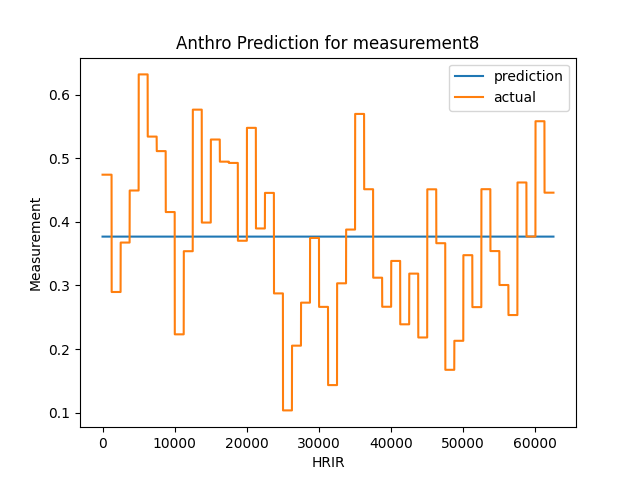 Anthro Prediction for measurement8
prediction
actual
Measurement
0.6
0.5
0.4
0.3
0.2
0.1
0 10000 20000 30000 40000 50000 60000
HRIR